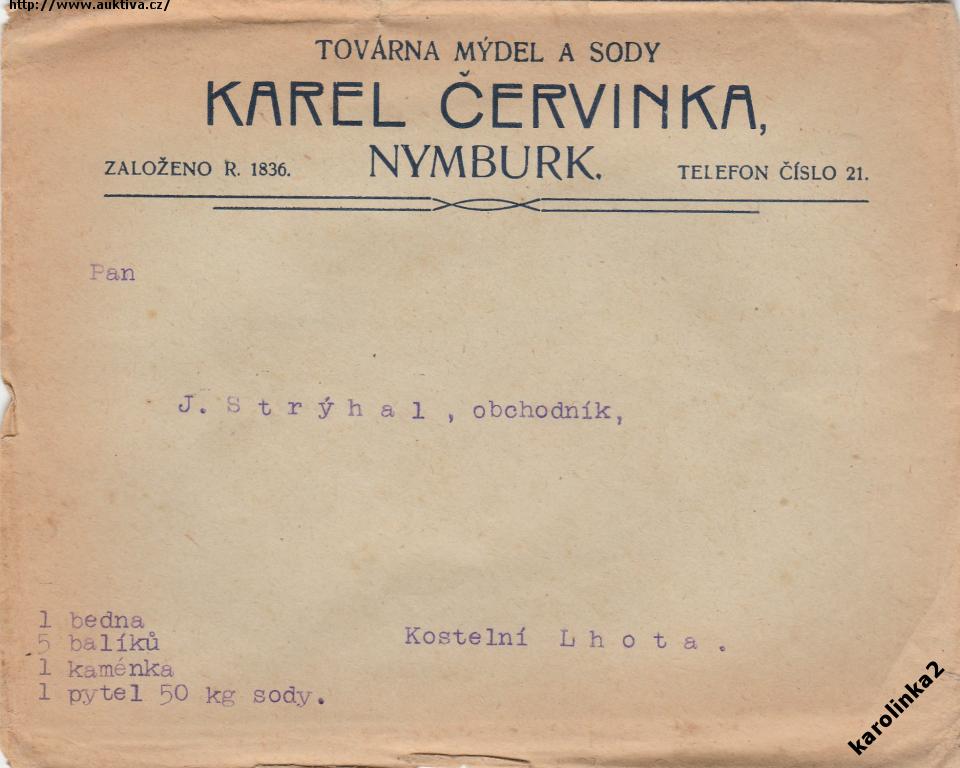 http://www.auktiva.cz/
TOVÁRNA MÝDEL A SODY
KAREL ČERVINKA,
ZALOŽENO R. 1836. NYMBURK. TELEFON ČÍSLO 21.
Pan
J. Strýhal, obchodník,
1 bedna
5 balíků
Kostelní Lhota.
1 kaménka
1 pytel 50 kg sody.
karolinka2